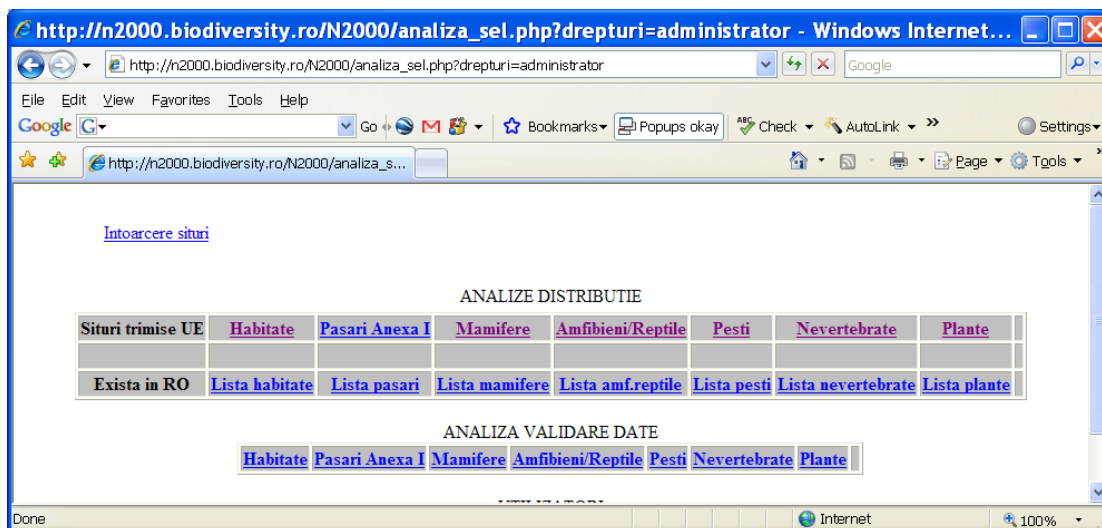 http://n2000.biodiversity.ro/N2000/analiza_sel.php?drepturi=administrator - Windows Internet...
http://n2000.biodiversity.ro/N2000/analiza_sel.php?drepturi=administrator Google
File Edit View Favorites Tools Help
Google G Go Bookmarks Popups okay ABC Check AutoLink » Settings
http://n2000.biodiversity.ro/N2000/analiza_s... Page Tools »
Intoarcere situri
ANALIZE DISTRIBUTIE
Situri trimise UE Habitate Pasari Anexa I Mamifere Amfibieni/Reptile Pesti Nevertebrate Plante
Exista in RO Lista habitate Lista pasari Lista mamifere Lista amf.reptile Lista pesti Lista nevertebrate Lista plante
ANALIZA VALIDARE DATE
Habitate Pasari Anexa I Mamifere Amfibieni/Reptile Pesti Nevertebrate Plante
UTILIZATORI
Done Internet 100%